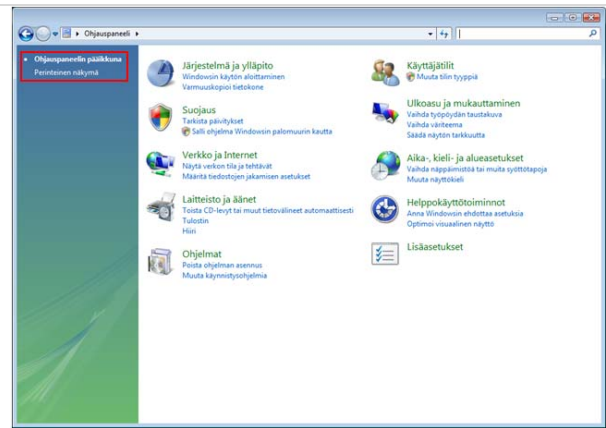 Ohjauspaneeli
Ohjauspaneelin pääikkuna
Perinteinen näkymä
Järjestelmä ja ylläpito
Windowsin käytön aloittaminen
Varmuuskopioi tietokone
Suojaus
Tarkista päivitykset
Salli ohjelma Windowsin palomuurin kautta
Verkko ja Internet
Näytä verkon tila ja tehtävät
Määritä tiedostojen jakamisen asetukset
Laitteisto ja äänet
Toista CD-levyt tai muut tietovälineet automaattisesti
Tulostin
Hiiri
Ohjelmat
Poista ohjelman asennus
Muuta käynnistysohjelmia
Käyttäjätilit
Muuta tilin tyyppiä
Ulkoasu ja mukauttaminen
Vaihda työpöydän taustakuva
Vaihda väriteema
Säädä näytön tarkkuutta
Aika-, kieli- ja alueasetukset
Vaihda näppäimistöä tai muita syöttötapoja
Muuta näyttökieli
Helppokäyttötoiminnot
Anna Windowsin ehdottaa asetuksia
Optimoi visuaalinen näyttö
Lisäasetukset